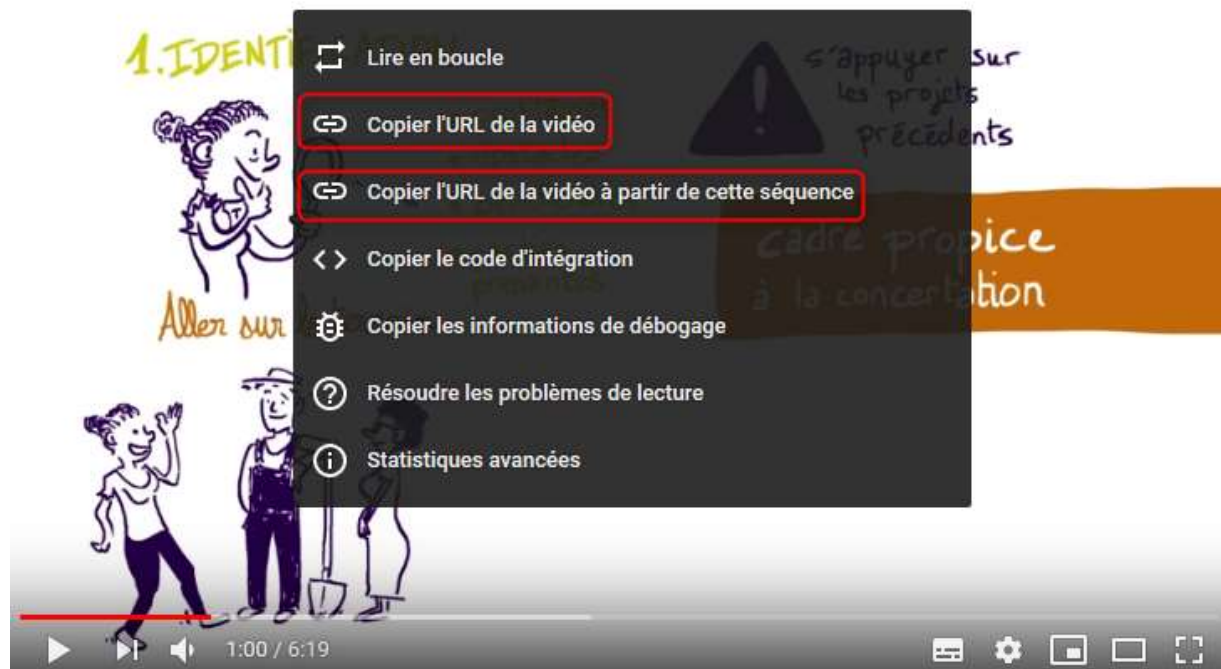 1. IDENTI
Lire en boucle
Copier l'URL de la vidéo
Copier l'URL de la vidéo à partir de cette séquence
Copier le code d'intégration
Copier les informations de débogage
Résoudre les problèmes de lecture
Statistiques avancées
s'appuyer sur
les projets
précédents
cadre propice
à la concertation
Aller sur
1:00 / 6:19